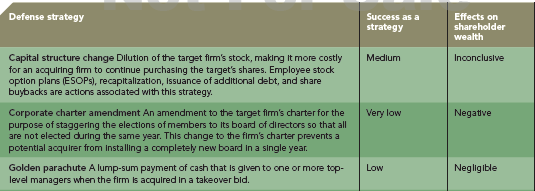 Defense strategy
Success as a strategy
Effects on shareholder wealth
Capital structure change Dilution of the target firm's stock, making it more costly
for an acquiring firm to continue purchasing the target's shares. Employee stock
option plans (ESOPs), recapitalization, issuance of additional debt, and share
buybacks are actions associated with this strategy.
Medium
Inconclusive
Corporate charter amendment An amendment to the target firm's charter for the
purpose of staggering the elections of members to its board of directors so that all
are not elected during the same year. This change to the firm's charter prevents a
potential acquirer from installing a completely new board in a single year.
Very low
Negative
Golden parachute A lump-sum payment of cash that is given to one or more top-
level managers when the firm is acquired in a takeover bid.
Low
Negligible